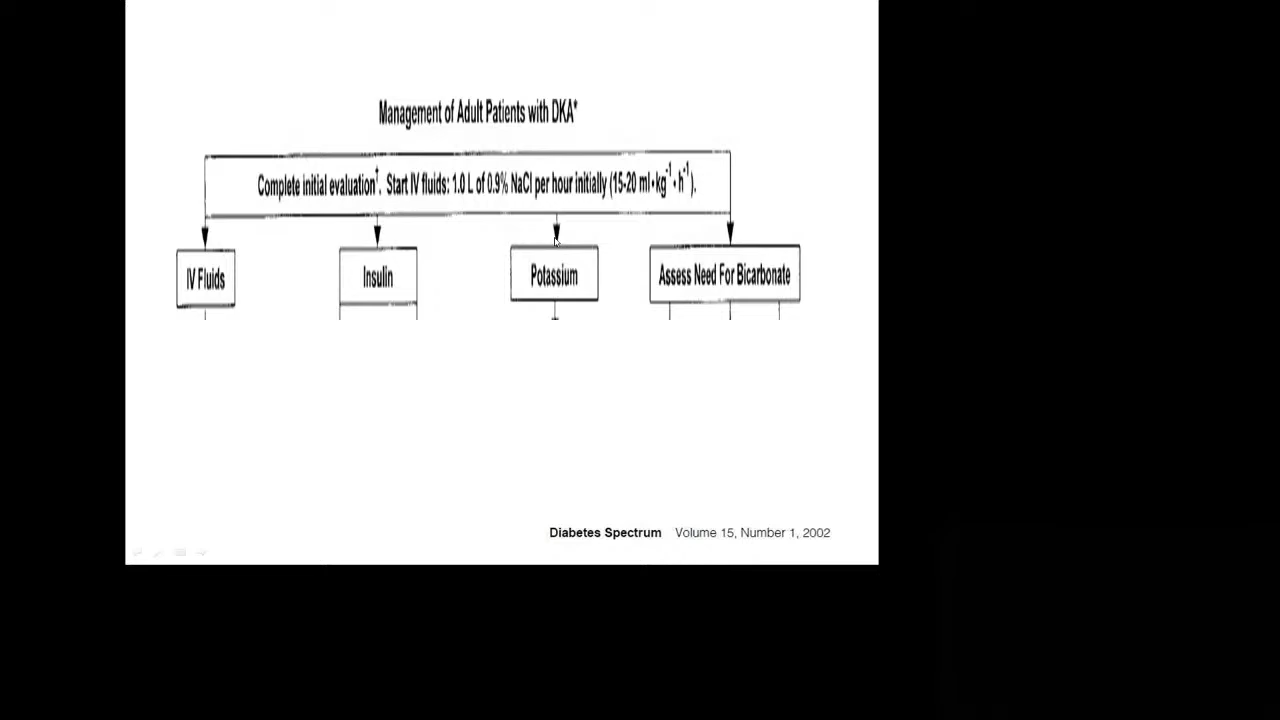 Management of Adult Patients with DKA*
Complete initial evaluation†. Start IV fluids: 1.0 L of 0.9% NaCl per hour initially (15-20 ml•kg⁻¹•h⁻¹).
IV Fluids
Insulin
Potassium
Assess Need For Bicarbonate
Diabetes Spectrum Volume 15, Number 1, 2002